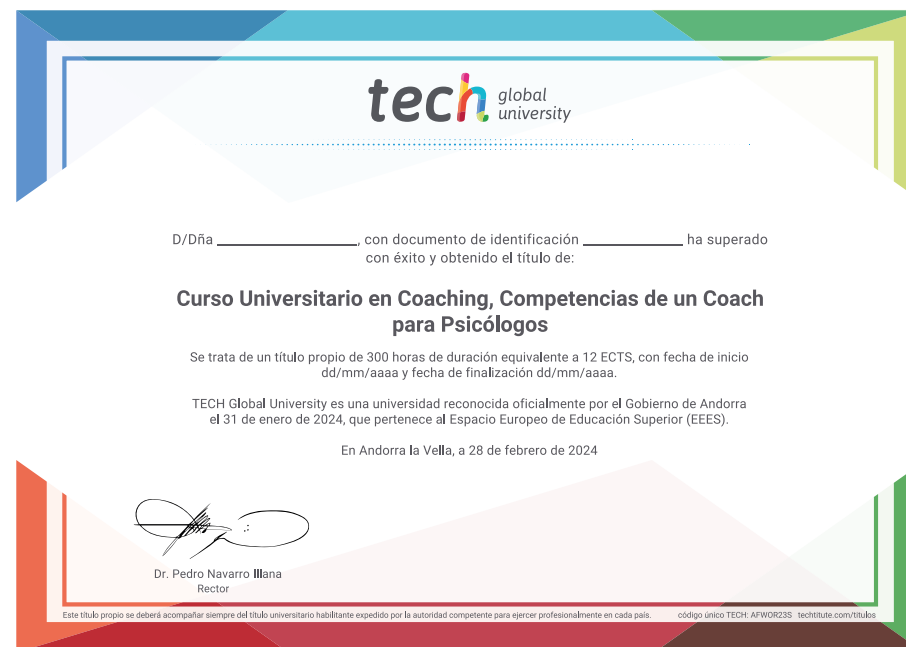 tech global university
D/Dña ____________________, con documento de identificación ______________ ha superado
con éxito y obtenido el título de:
Curso Universitario en Coaching, Competencias de un Coach
para Psicólogos
Se trata de un título propio de 300 horas de duración equivalente a 12 ECTS, con fecha de inicio
dd/mm/aaaa y fecha de finalización dd/mm/aaaa.
TECH Global University es una universidad reconocida oficialmente por el Gobierno de Andorra
el 31 de enero de 2024, que pertenece al Espacio Europeo de Educación Superior (EEES).
En Andorra la Vella, a 28 de febrero de 2024
Dr. Pedro Navarro Illana
Rector
Este título propio se deberá acompañar siempre del título universitario habilitante expedido por la autoridad competente para ejercer profesionalmente en cada país. código único TECH: AFWOR23S techtitute.com/titulos